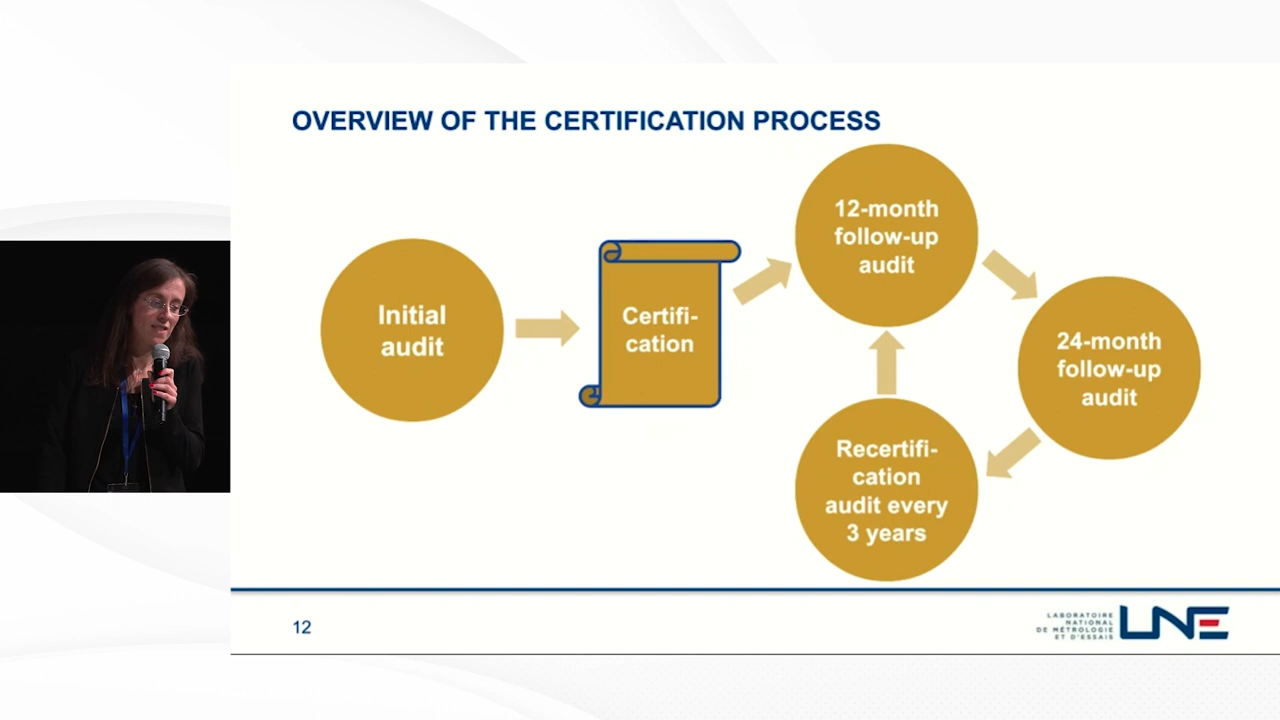 OVERVIEW OF THE CERTIFICATION PROCESS
Initial
audit
Certifi-
cation
12-month
follow-up
audit
24-month
follow-up
audit
Recertifi-
cation
audit every
3 years
12
LABORATOIRE
NATIONAL
DE MÉTROLOGIE
ET D'ESSAIS
LNE